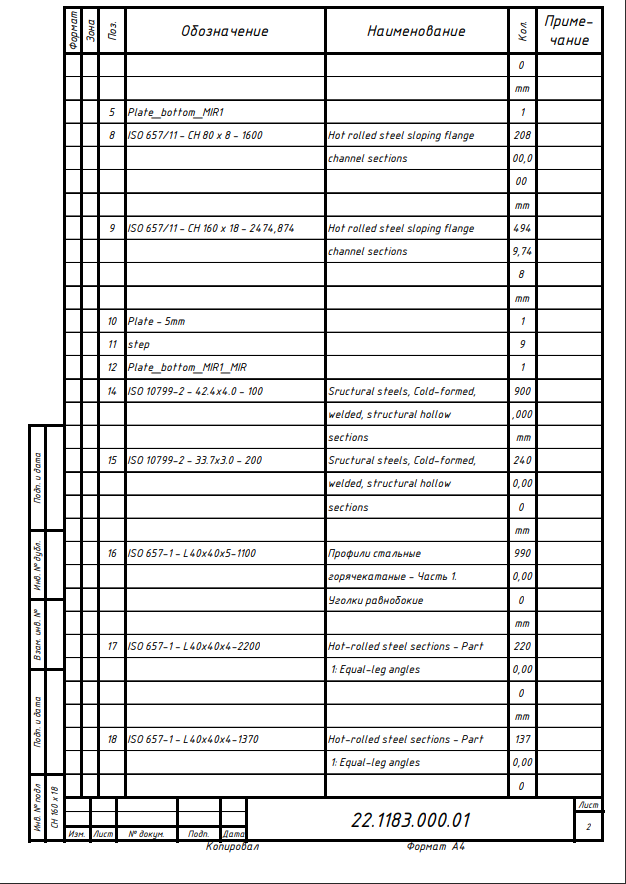 Формат Зона Поз. Обозначение Наименование Кол. Приме-
чание
0
mm
5 Plate_bottom_MIR1 1
8 ISO 657/11 - CH 80 x 8 - 1600 Hot rolled steel sloping flange 208
channel sections 00,0
00
mm
9 ISO 657/11 - CH 160 x 18 - 2474,874 Hot rolled steel sloping flange 494
channel sections 9,74
8
mm
10 Plate - 5mm 1
11 step 9
12 Plate_bottom_MIR1_MIR 1
14 ISO 10799-2 - 42.4x4.0 - 100 Sructural steels, Cold-formed, 900
welded, structural hollow ,000
sections mm
15 ISO 10799-2 - 33.7x3.0 - 200 Sructural steels, Cold-formed, 240
welded, structural hollow 0,00
sections 0
mm
16 ISO 657-1 - L40x40x5-1100 Профили стальные 990
горячекатаные - Часть 1. 0,00
Уголки равнобокие 0
mm
17 ISO 657-1 - L40x40x4-2200 Hot-rolled steel sections - Part 220
1: Equal-leg angles 0,00
0
mm
18 ISO 657-1 - L40x40x4-1370 Hot-rolled steel sections - Part 137
1: Equal-leg angles 0,00
0
Подп. и дата
Инв. № дубл.
Взам. инв. №
Подп. и дата
Инв. № подл
CH 160 x 18
Изм. Лист № докум. Подп. Дата
22.1183.000.01
Лист
2
Копировал Формат А4